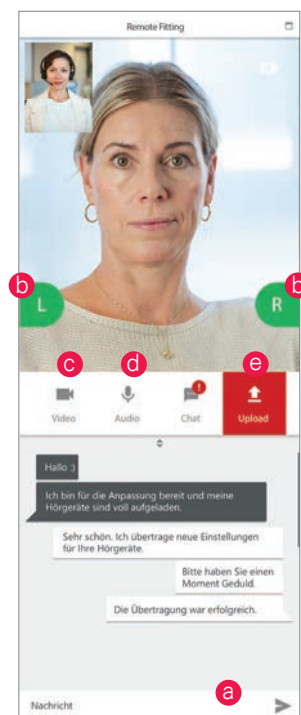 Remote Fitting
b
b
L
R
c
d
e
Video
Audio
Chat
!
Upload
Hallo :)
Ich bin für die Anpassung bereit und meine
Hörgeräte sind voll aufgeladen.
Sehr schön. Ich übertrage neue Einstellungen
für Ihre Hörgeräte.
Bitte haben Sie einen
Moment Geduld.
Die Übertragung war erfolgreich.
a
Nachricht